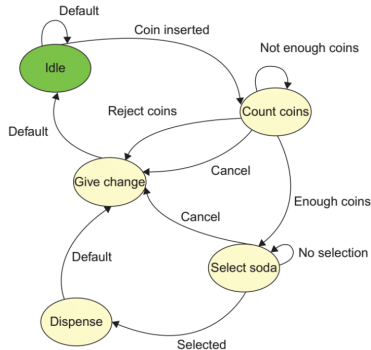 Default
Coin inserted
Idle
Not enough coins
Reject coins
Count coins
Default
Cancel
Give change
Enough coins
Cancel
No selection
Default
Select soda
Dispense
Selected